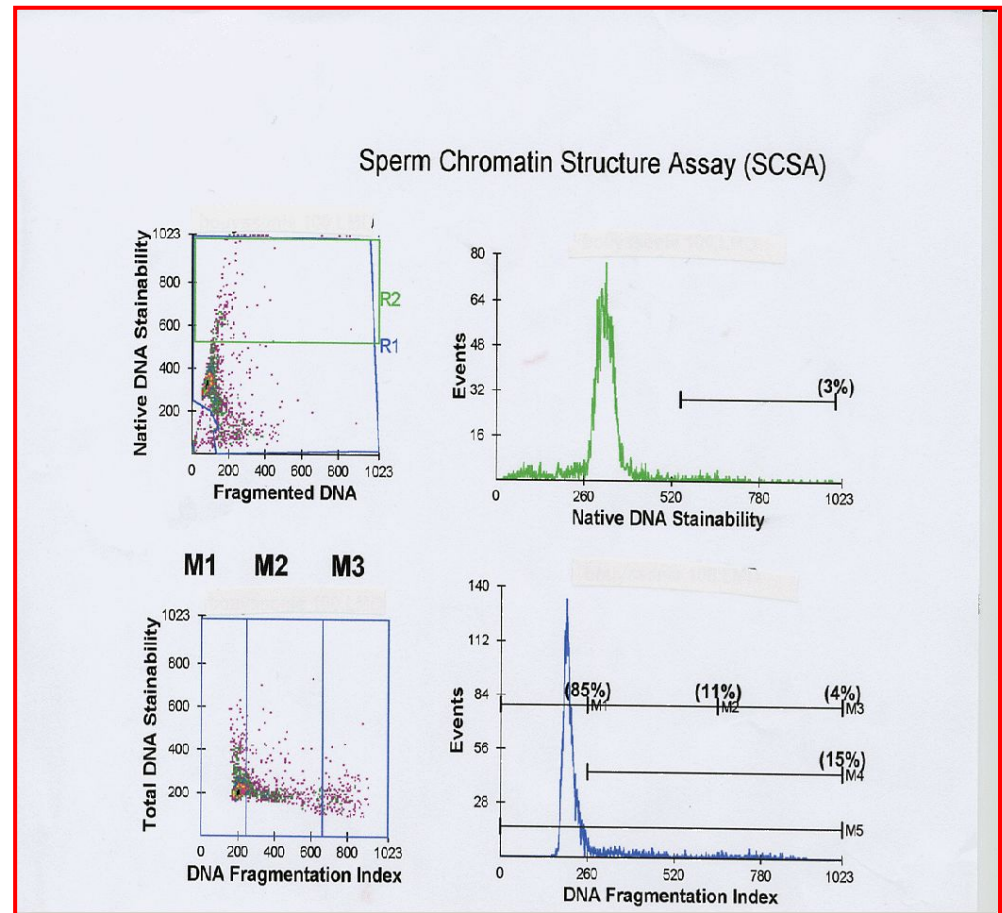 Sperm Chromatin Structure Assay (SCSA)
1023
800
600
400
200
0 200 400 600 800 1023
Native DNA Stainability
Fragmented DNA
R2
R1
80
64
48
32
16
0 260 520 780 1023
Events
Native DNA Stainability
(3%)
M1 M2 M3
1023
800
600
400
200
0
0 200 400 600 800 1023
Total DNA Stainability
DNA Fragmentation Index
140
112
84
56
28
0 260 520 780 1023
Events
DNA Fragmentation Index
(85%) (11%) (4%)
M1 M2 M3
(15%)
M4
M5